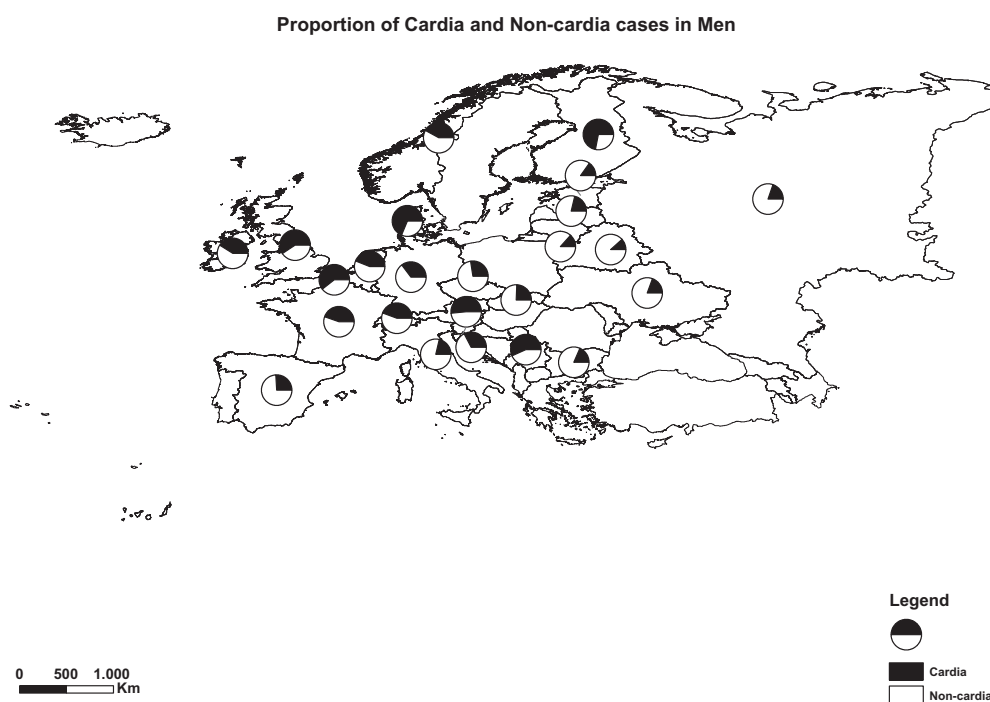 Proportion of Cardia and Non-cardia cases in Men
Legend
Cardia
Non-cardia
0 500 1.000
Km